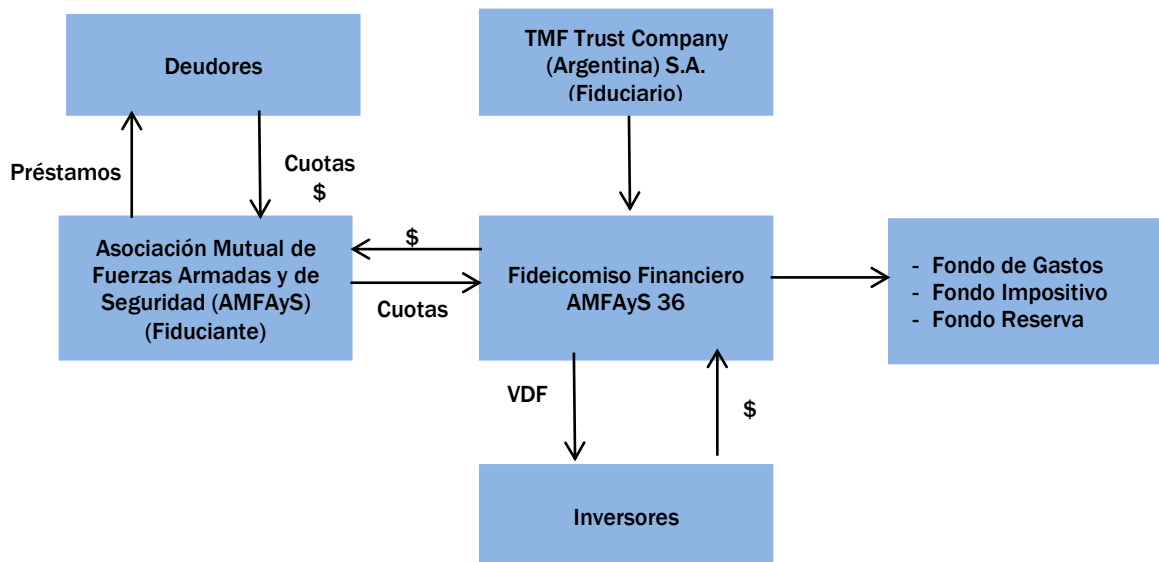 Deudores
TMF Trust Company
(Argentina) S.A.
(Fiduciario)
Préstamos
Cuotas
$
Asociación Mutual de
Fuerzas Armadas y de
Seguridad (AMFAyS)
(Fiduciante)
$
Cuotas
Fideicomiso Financiero
AMFAyS 36
- Fondo de Gastos
- Fondo Impositivo
- Fondo Reserva
VDF
$
Inversores